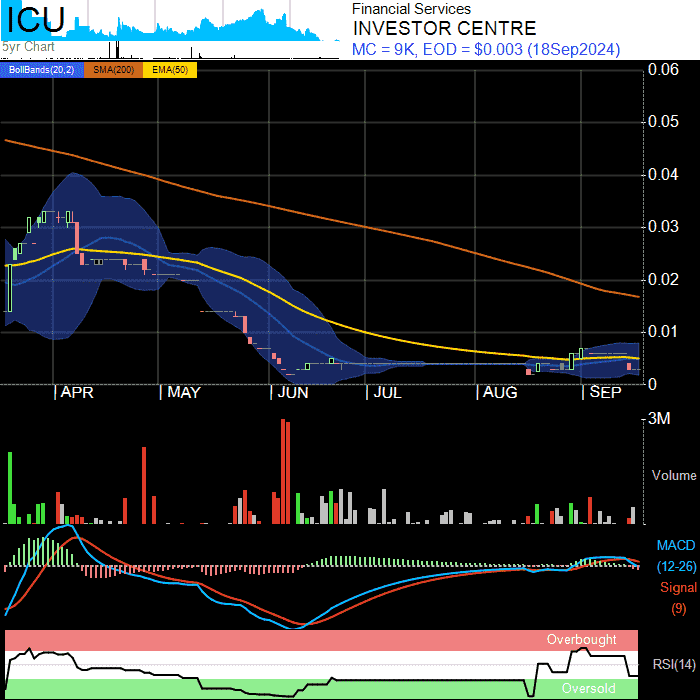 ICU
5yr Chart
Financial Services
INVESTOR CENTRE
MC = 9K, EOD = $0.003 (18Sep2024)
BollBands(20,2) SMA(200) EMA(50)
0.06
0.05
0.04
0.03
0.02
0.01
0
APR MAY JUN JUL AUG SEP
3M
Volume
MACD
(12-26)
Signal
(9)
Overbought
RSI(14)
Oversold